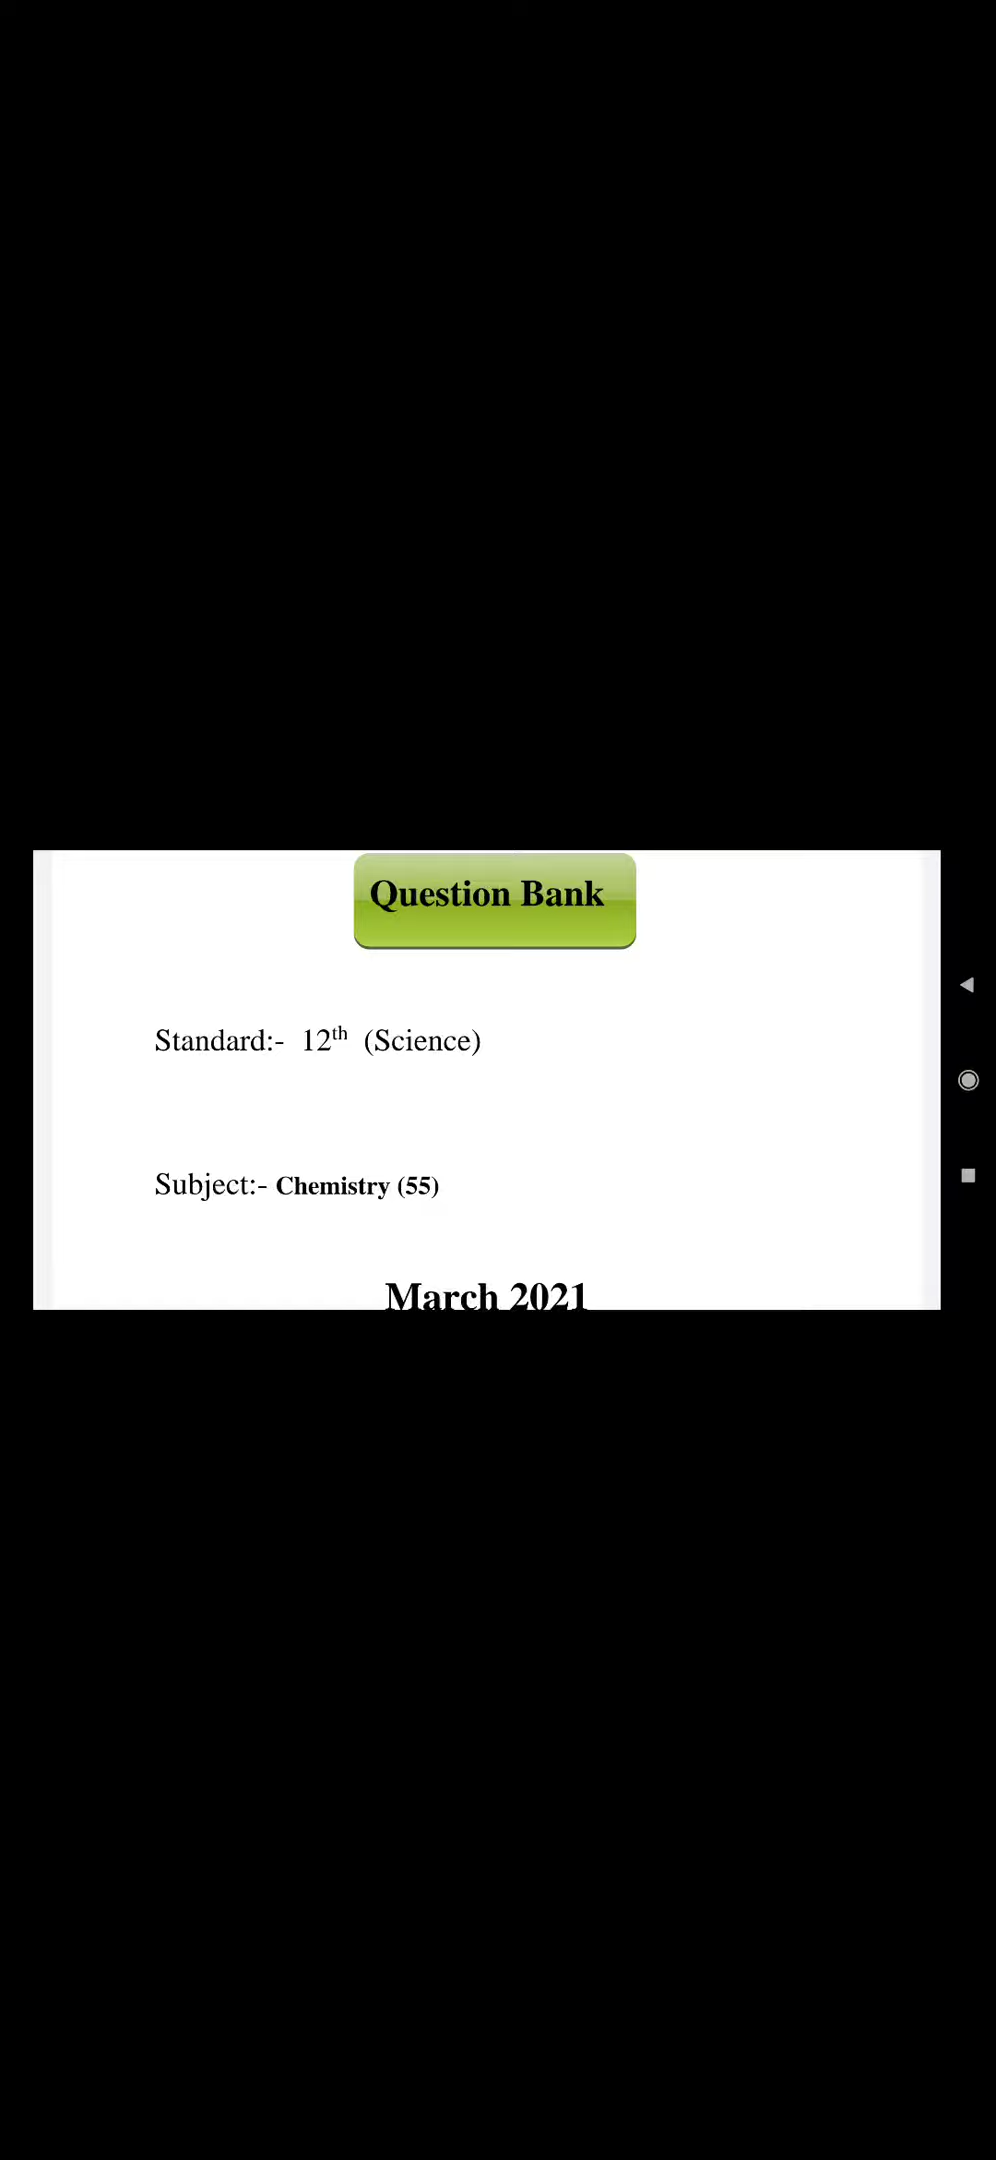 Question Bank
Standard:- 12th (Science)
Subject:- Chemistry (55)
March 2021